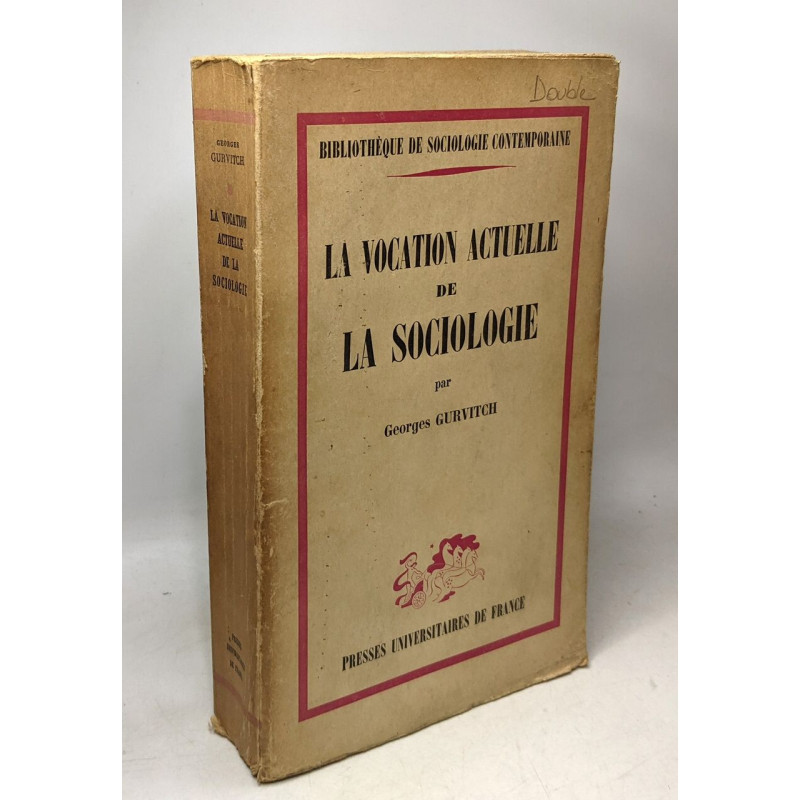 Double
BIBLIOTHÈQUE DE SOCIOLOGIE CONTEMPORAINE
LA VOCATION ACTUELLE
DE
LA SOCIOLOGIE
par
Georges GURVITCH
PRESSES UNIVERSITAIRES DE FRANCE
GEORGES
GURVITCH
LA VOCATION
ACTUELLE
DE LA
SOCIOLOGIE